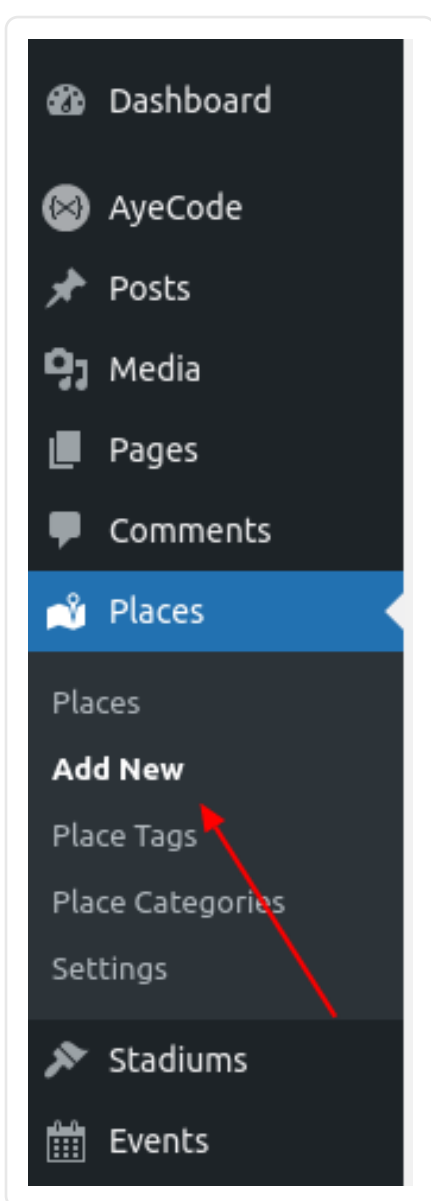 Dashboard
AyeCode
Posts
Media
Pages
Comments
Places
Places
Add New
Place Tags
Place Categories
Settings
Stadiums
Events